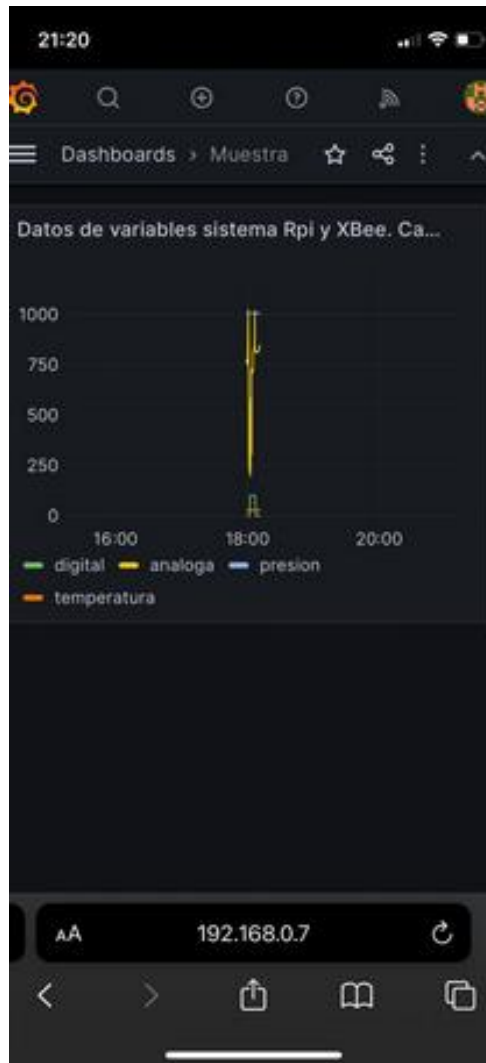 21:20
Dashboards › Muestra
Datos de variables sistema Rpi y XBee. Ca...
1000
750
500
250
0
16:00 18:00 20:00
digital analoga presion
temperatura
AA 192.168.0.7